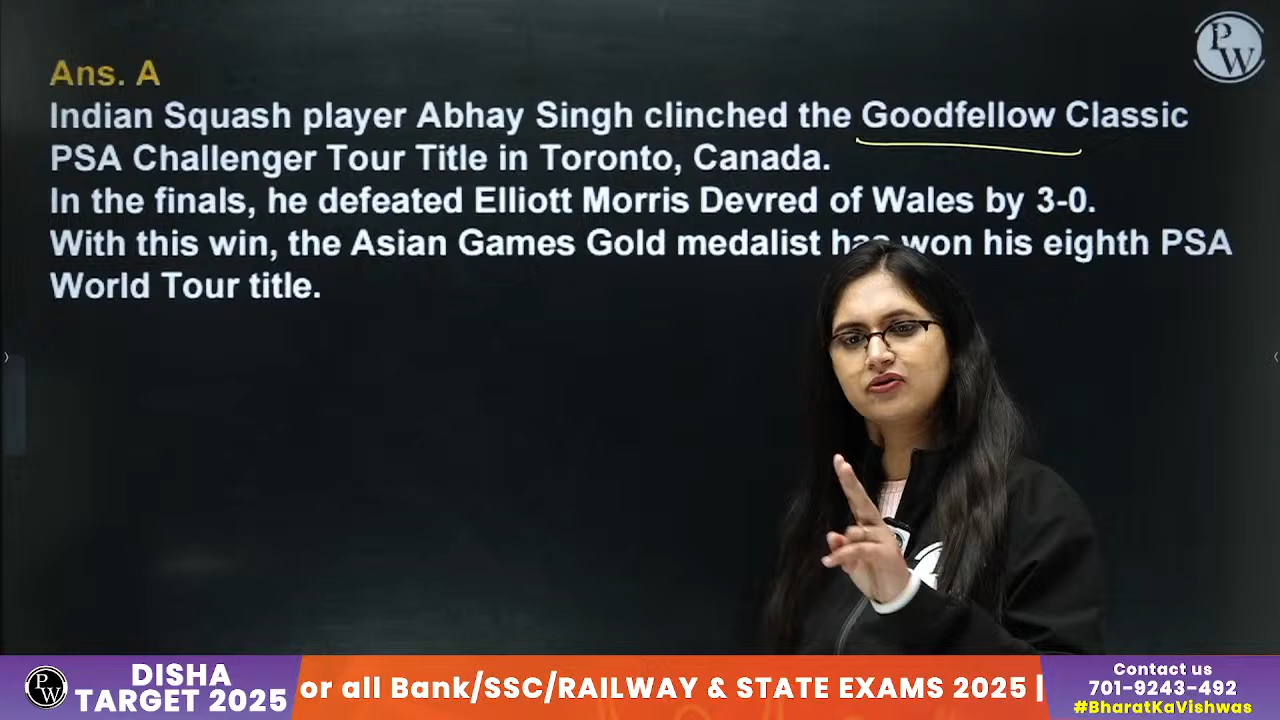 PW
Ans. A
Indian Squash player Abhay Singh clinched the Goodfellow Classic
PSA Challenger Tour Title in Toronto, Canada.
In the finals, he defeated Elliott Morris Devred of Wales by 3-0.
With this win, the Asian Games Gold medalist has won his eighth PSA
World Tour title.
PW
DISHA
TARGET 2025
or all Bank/SSC/RAILWAY & STATE EXAMS 2025 |
Contact us
701-9243-492
#BharatKaVishwas